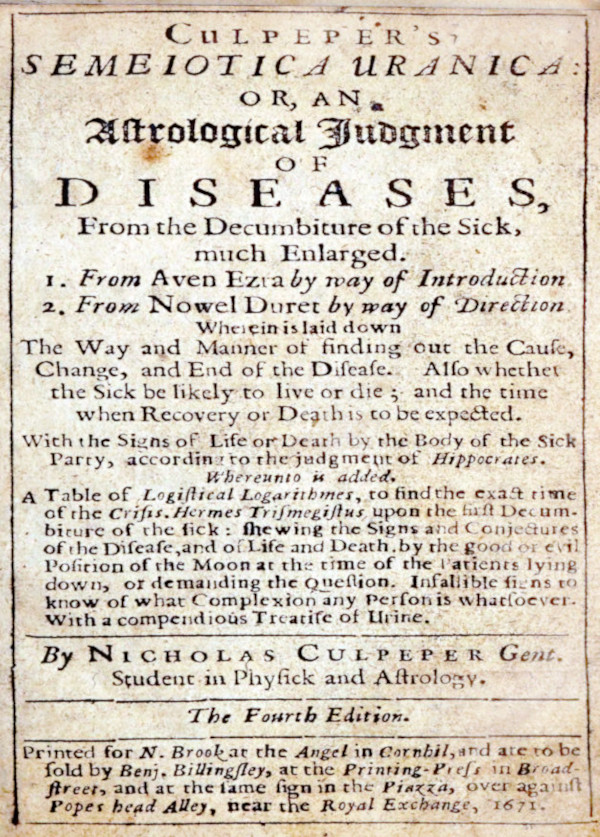 CULPEPER'S
SEMEIOTICA URANICA:
OR, AN
Aſtrological Judgment
OF
DISEASES,
From the Decumbiture of the Sick,
much Enlarged.
1. From Aven Ezra by way of Introduction
2. From Nowel Duret by way of Direction
Wherein is laid down
The Way and Manner of finding out the Cauſe,
Change, and End of the Diſeaſe. Alſo whether
the Sick be likely to live or die; and the time
when Recovery or Death is to be expected.
With the Signs of Life or Death by the Body of the Sick
Party, according to the judgment of Hippocrates.
Whereunto is added.
A Table of Logiſtical Logarithmes, to find the exact time
of the Criſis. Hermes Triſmegiſtus upon the firſt Decum-
biture of the ſick: ſhewing the Signs and Conjectures
of the Diſeaſe, and of Life and Death, by the good or evil
Poſition of the Moon at the time of the Patients lying
down, or demanding the Queſtion. Infallible ſigns to
know of what Complexion any Perſon is whatſoever.
With a compendious Treatiſe of Urine.
By NICHOLAS CULPEPER Gent.
Student in Phyſick and Aſtrology.
The Fourth Edition.
Printed for N. Brook, at the Angel in Cornhil, and are to be
ſold by Benj. Billingſley, at the Printing-Preſs in Broad-
ſtreet, and at the ſame ſign in the Piazza, over against
Popes head Alley, near the Royal Exchange, 1671.